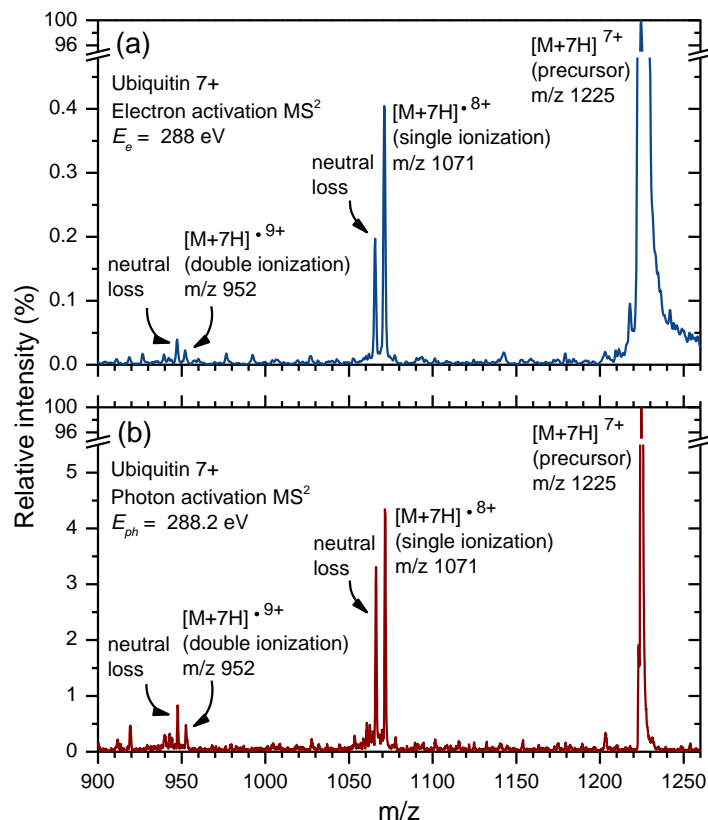 Relative intensity (%)
100
96
0.4
0.3
0.2
0.1
0.0
(a)
Ubiquitin 7+
Electron activation MS²
E_e = 288 eV
[M+7H] 7+
(precursor)
m/z 1225
[M+7H] •8+
(single ionization)
m/z 1071
neutral
loss
[M+7H] •9+
(double ionization)
m/z 952
neutral
loss
100
96
5
4
3
2
1
0
(b)
Ubiquitin 7+
Photon activation MS²
E_ph = 288.2 eV
[M+7H] 7+
(precursor)
m/z 1225
[M+7H] •8+
(single ionization)
m/z 1071
neutral
loss
[M+7H] •9+
(double ionization)
m/z 952
neutral
loss
900 950 1000 1050 1100 1150 1200 1250
m/z